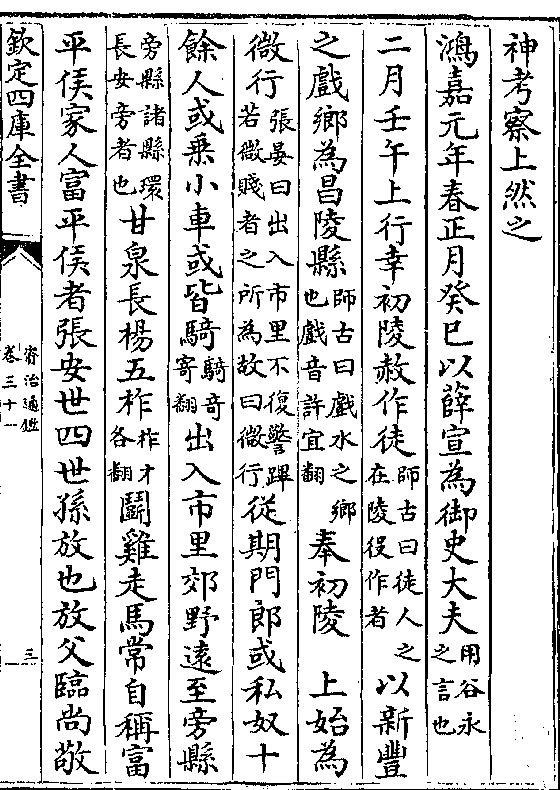 神考察上然之
鴻嘉元年春正月癸巳以薛宣為御史大夫用谷永之言也
二月壬午上行幸初陵赦作徒師古曰徒人之在陵役作者以新豐
之戲鄉為昌陵縣師古曰戲水之鄉也戲音許宜翻奉初陵　上始為
微行張晏曰出入市里不復警蹕若微賤者之所為故曰微行從期門郎或私奴十
餘人或乗小車或皆騎騎奇寄翻出入市里郊野逺至旁縣
旁縣諸縣環長安旁者也甘泉長楊五柞柞才各翻鬭雞走馬常自稱富
平侯家人富平侯者張安世四世孫放也放父臨尚敬
欽定四庫全書
資治通鑑
卷三十一
三